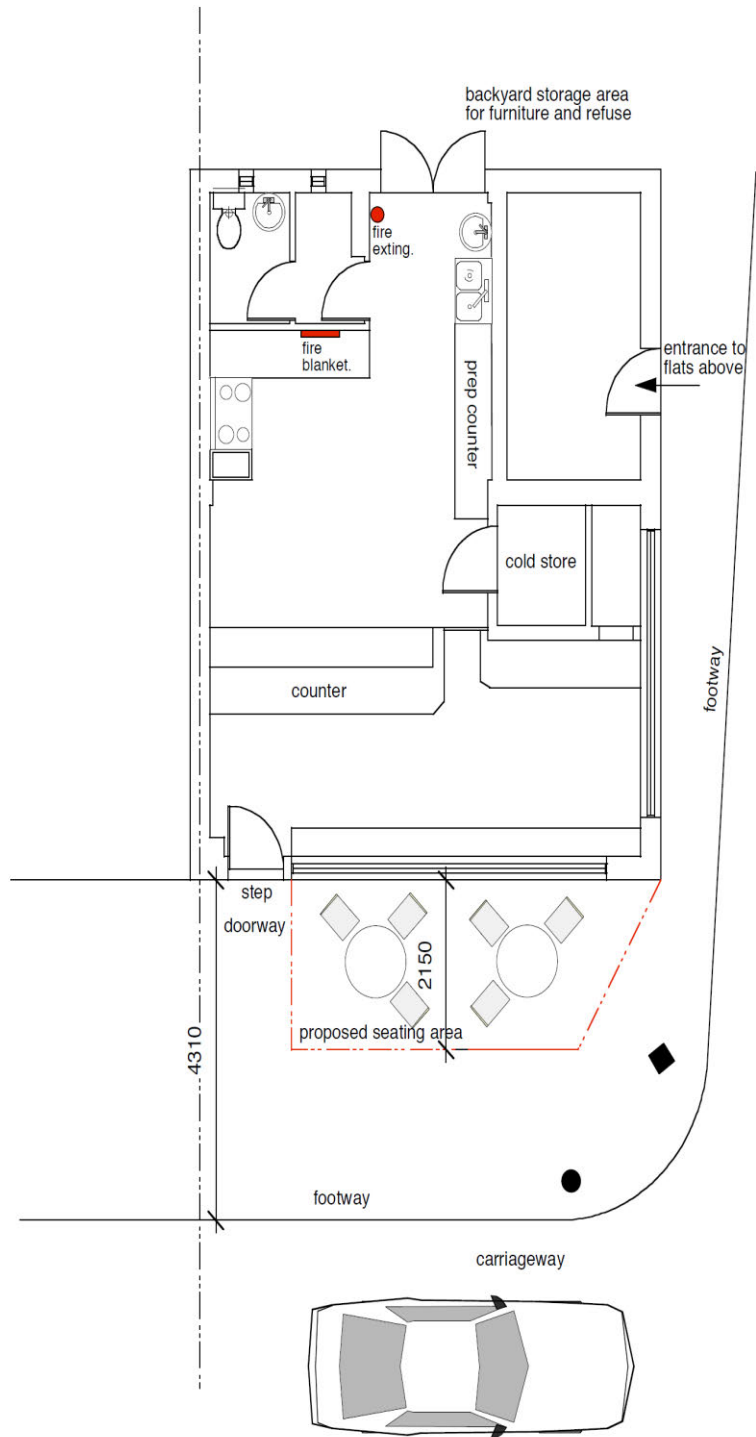 backyard storage area
for furniture and refuse
fire
exting.
fire
blanket.
entrance to
flats above
prep counter
cold store
footway
counter
step
doorway
2150
proposed seating area
4310
footway
carriageway